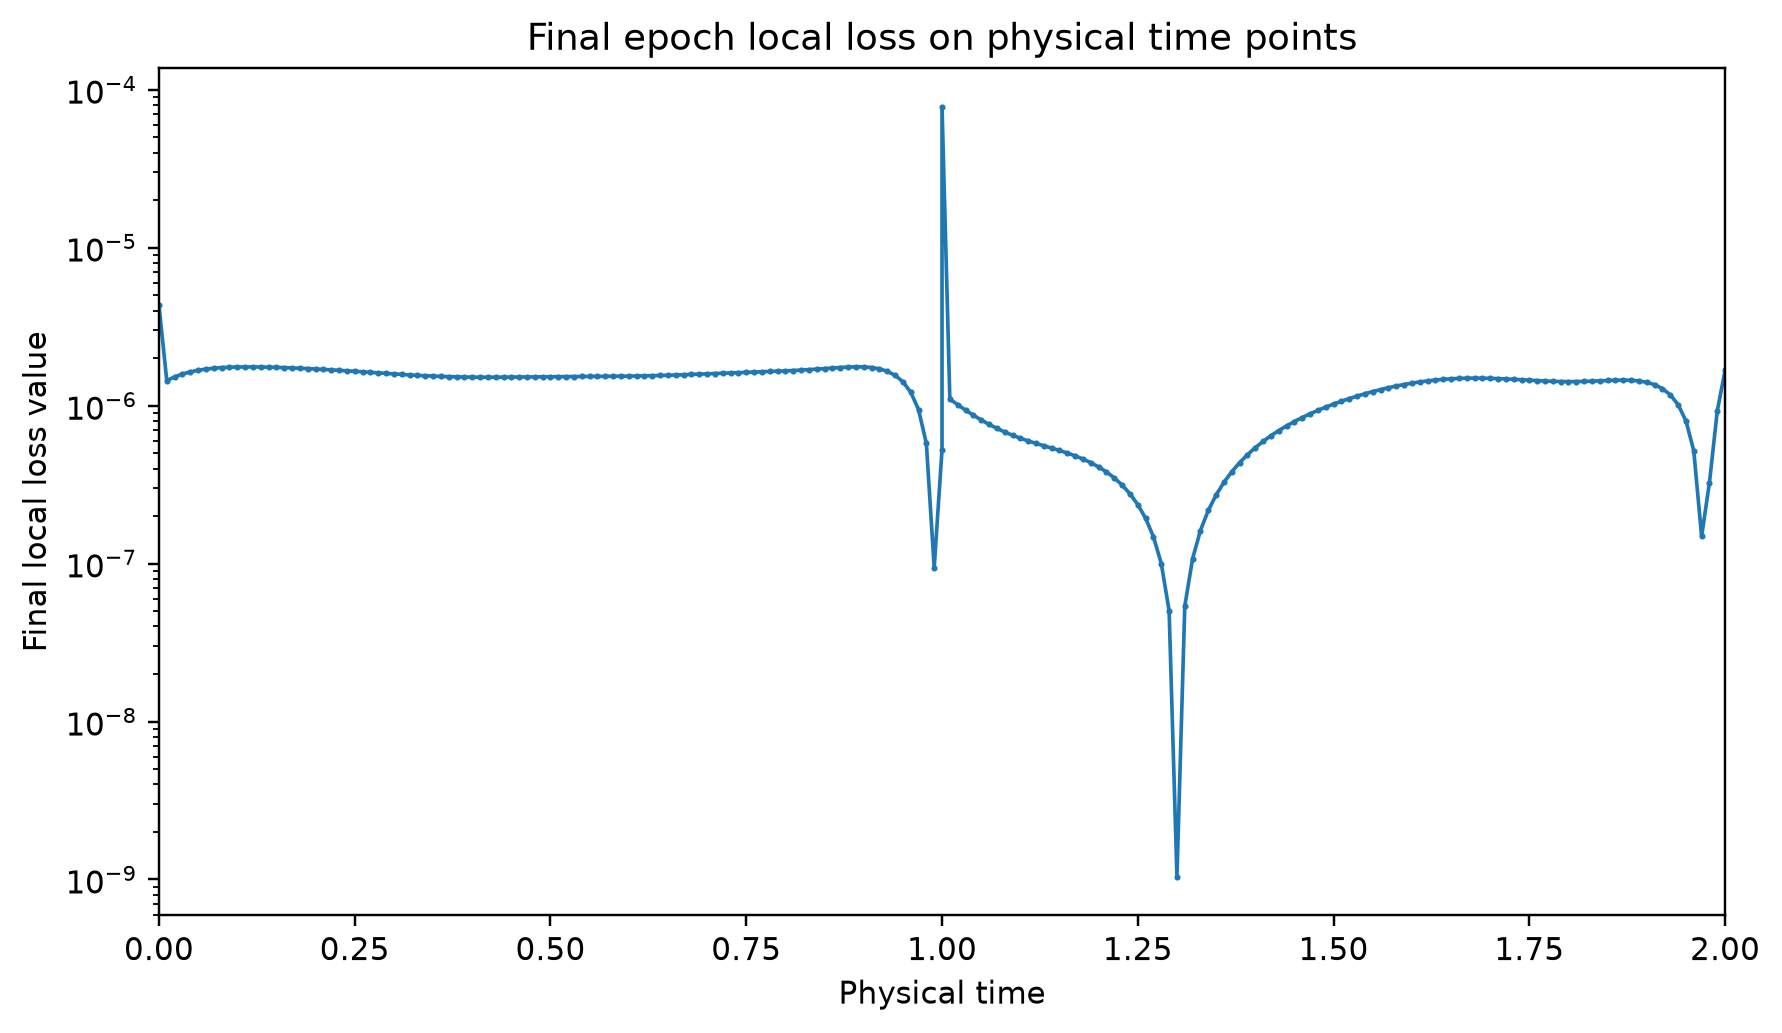 Final epoch local loss on physical time points
Final local loss value
10⁻⁴
10⁻⁵
10⁻⁶
10⁻⁷
10⁻⁸
10⁻⁹
0.00 0.25 0.50 0.75 1.00 1.25 1.50 1.75 2.00
Physical time